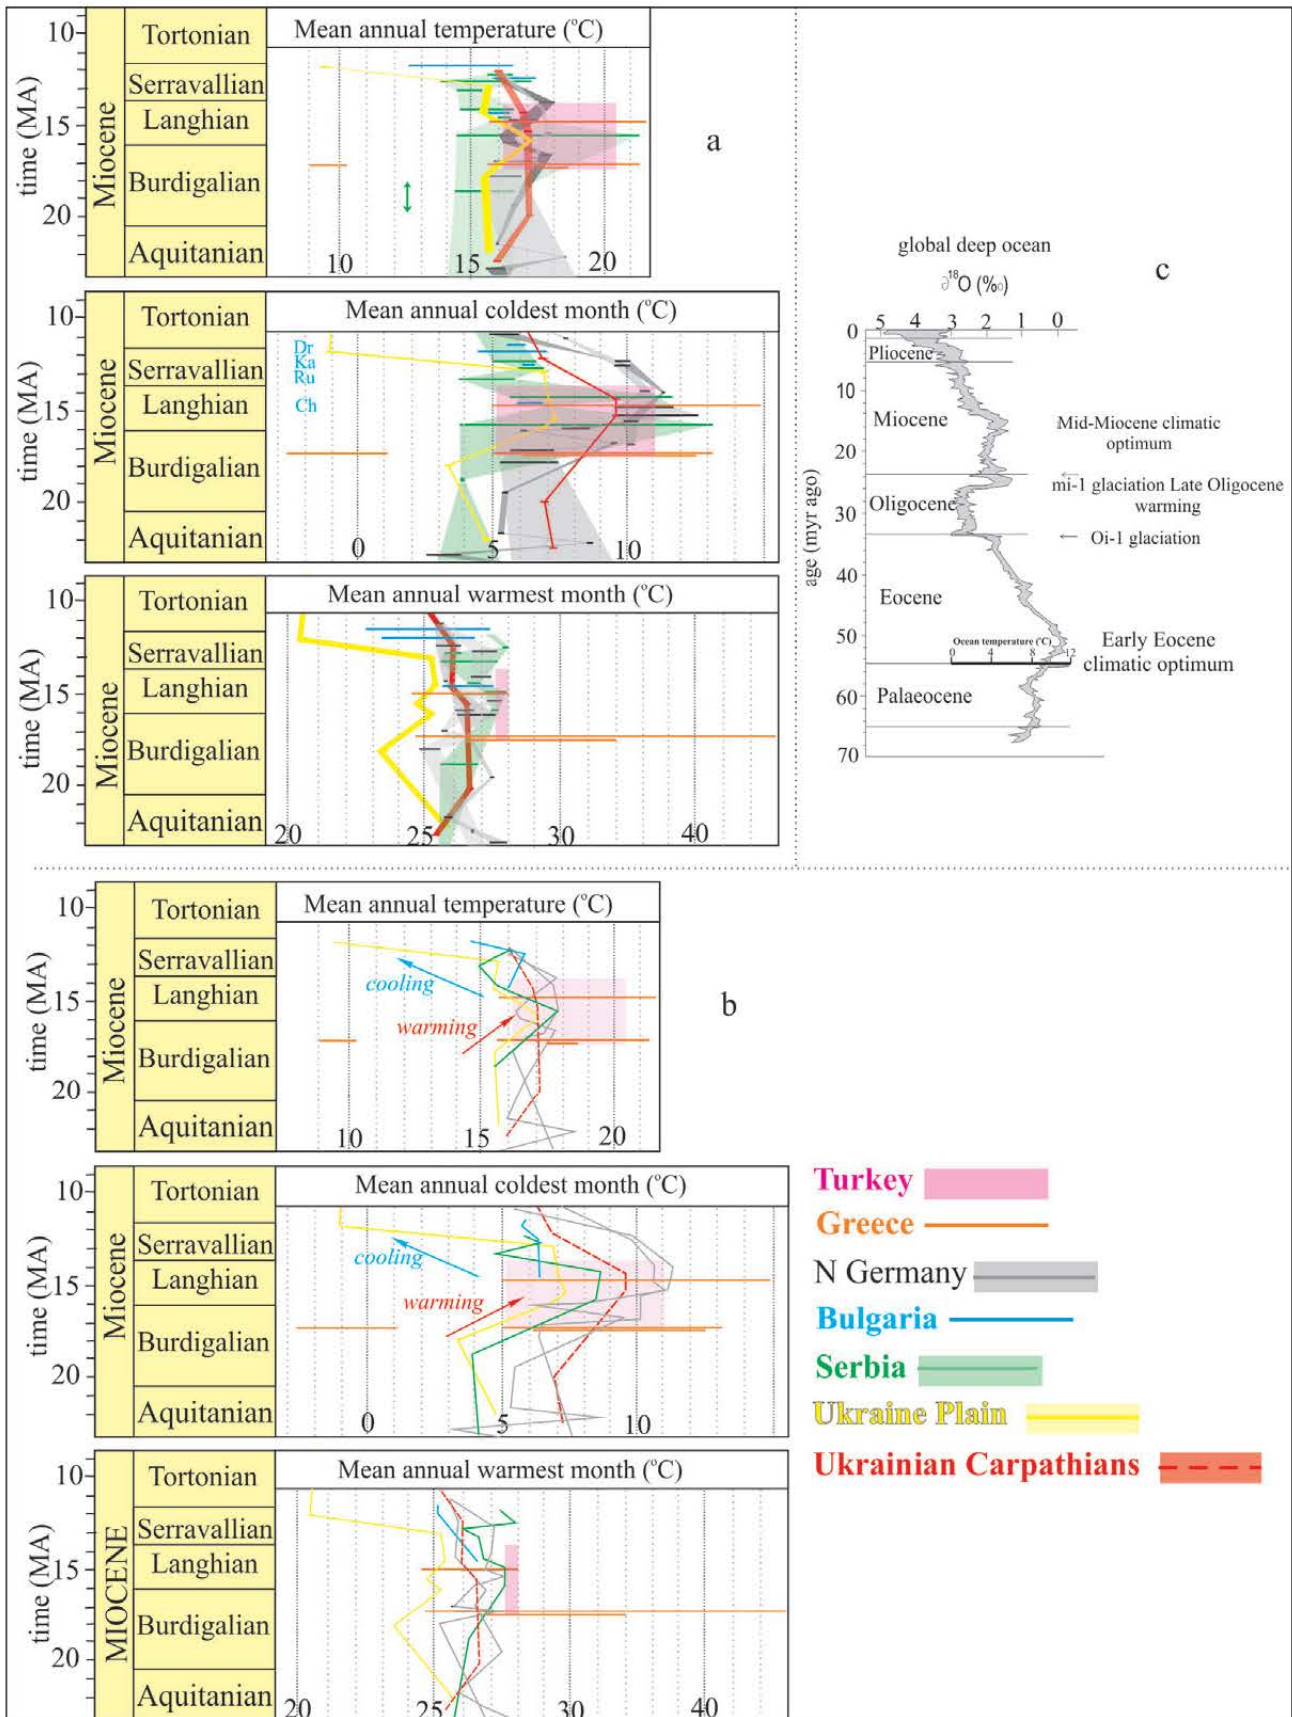 Mean annual temperature (°C)
time (MA)
Miocene
10
15
20
Tortonian
Serravallian
Langhian
Burdigalian
Aquitanian
10
15
20
a
Mean annual coldest month (°C)
time (MA)
Miocene
10
15
20
Tortonian
Serravallian
Langhian
Burdigalian
Aquitanian
Dr
Ka
Ru
Ch
0
5
10
Mean annual warmest month (°C)
time (MA)
Miocene
10
15
20
Tortonian
Serravallian
Langhian
Burdigalian
Aquitanian
20
25
30
40
global deep ocean
c
∂18O (‰)
5 4 3 2 1 0
age (myr ago)
0
10
20
30
40
50
60
70
Pliocene
Miocene
Oligocene
Eocene
Palaeocene
Mid-Miocene climatic
optimum
mi-1 glaciation Late Oligocene
warming
Oi-1 glaciation
Ocean temperature (°C)
0 4 8 12
Early Eocene
climatic optimum
Mean annual temperature (°C)
time (MA)
Miocene
10
15
20
Tortonian
Serravallian
Langhian
Burdigalian
Aquitanian
cooling
warming
10
15
20
b
Mean annual coldest month (°C)
time (MA)
Miocene
10
15
20
Tortonian
Serravallian
Langhian
Burdigalian
Aquitanian
cooling
warming
0
5
10
Mean annual warmest month (°C)
time (MA)
MIOCENE
10
15
20
Tortonian
Serravallian
Langhian
Burdigalian
Aquitanian
20
25
30
40
Turkey
Greece
N Germany
Bulgaria
Serbia
Ukraine Plain
Ukrainian Carpathians